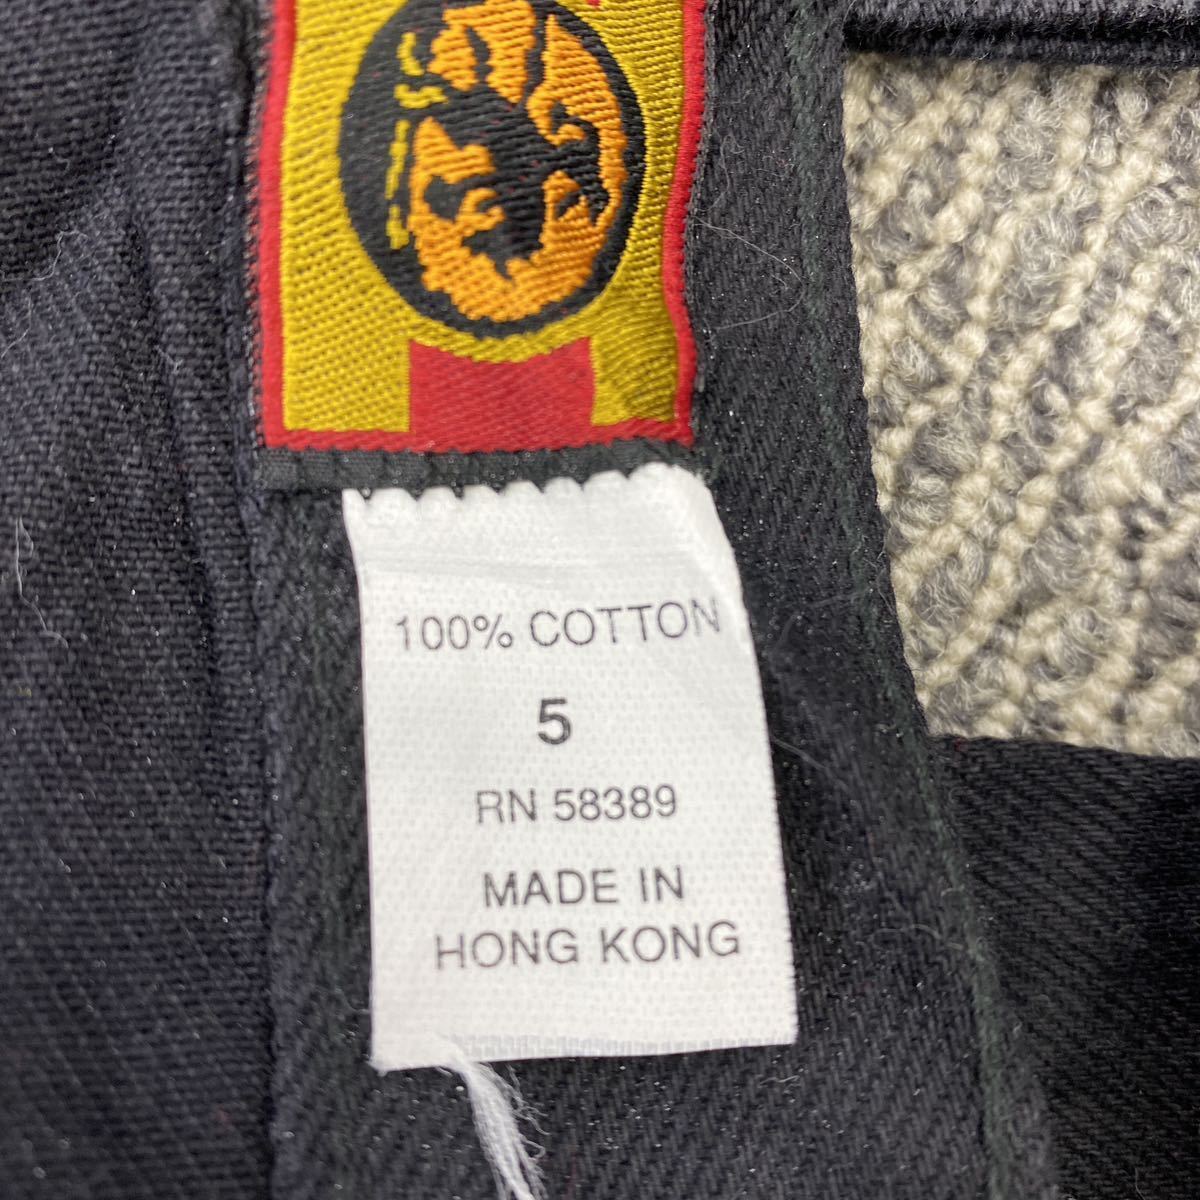 100% COTTON
5
RN 58389
MADE IN
HONG KONG